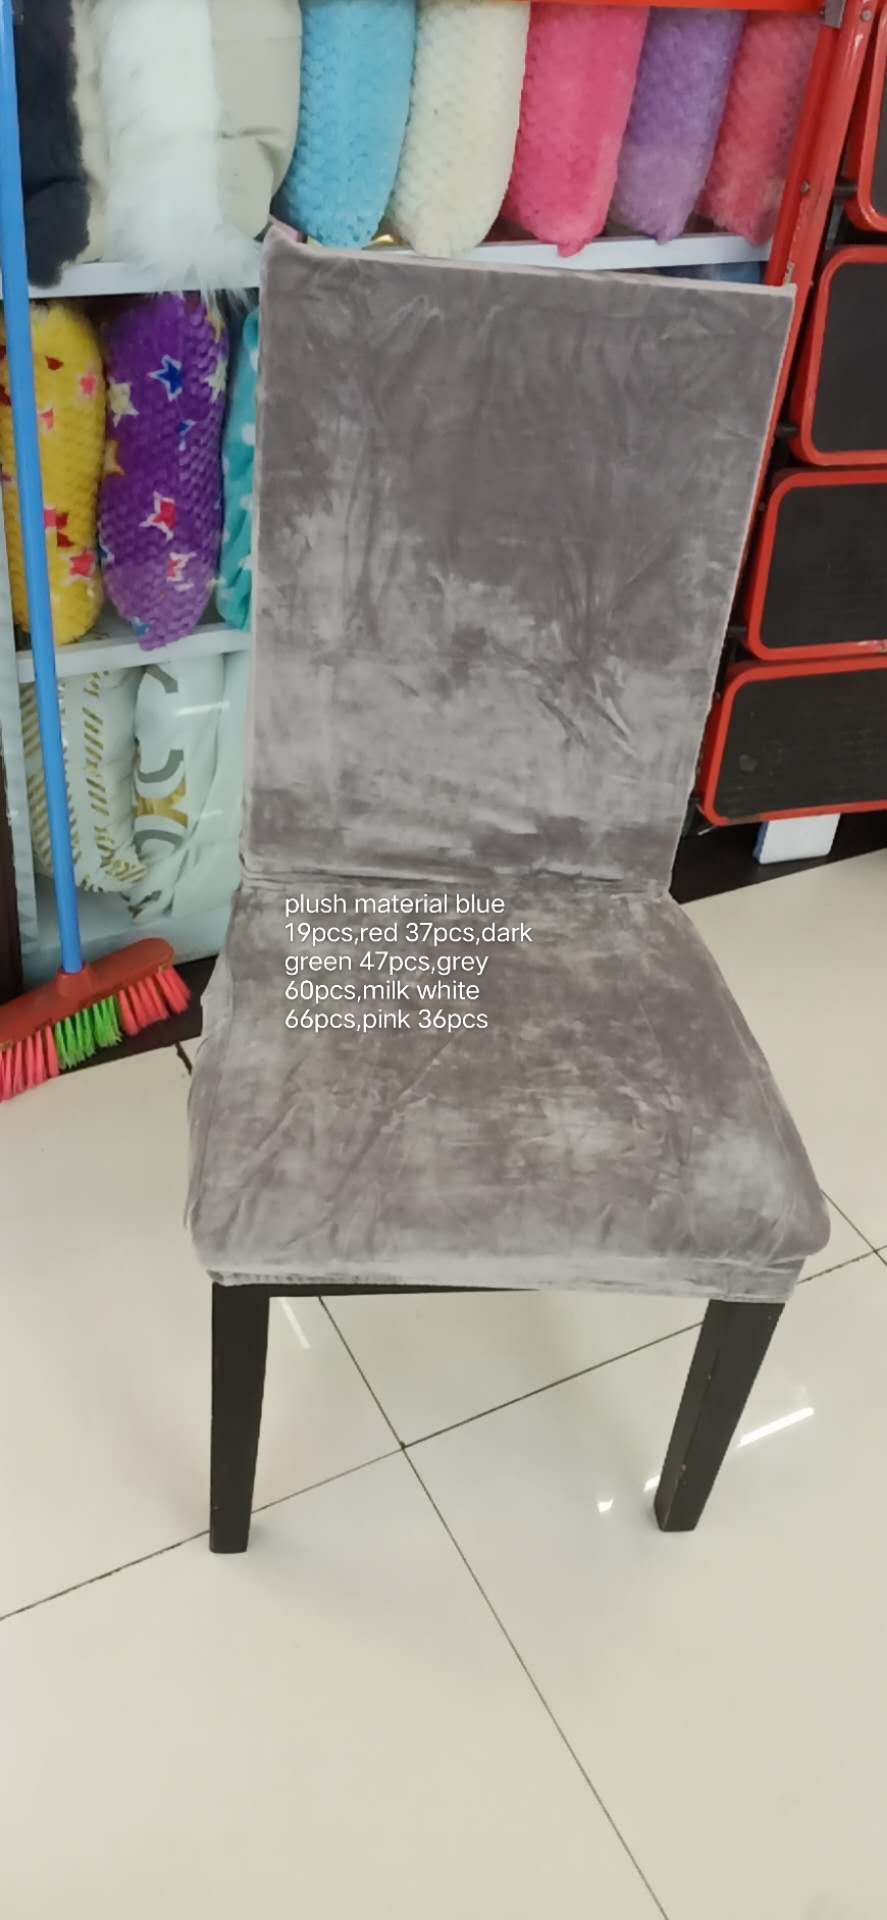 plush material blue
19pcs,red 37pcs,dark
green 47pcs,grey
60pcs,milk white
66pcs,pink 36pcs